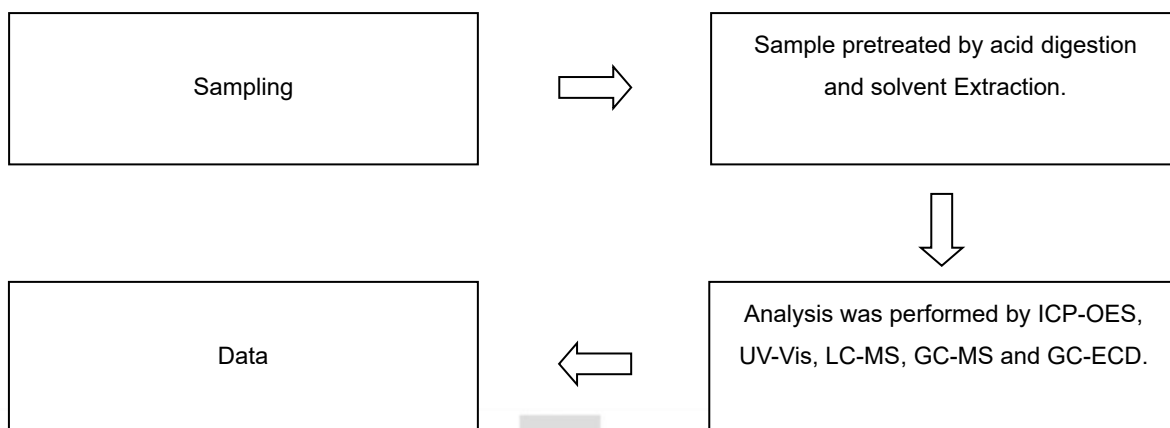 Sampling
Sample pretreated by acid digestion
and solvent Extraction.
Analysis was performed by ICP-OES,
UV-Vis, LC-MS, GC-MS and GC-ECD.
Data